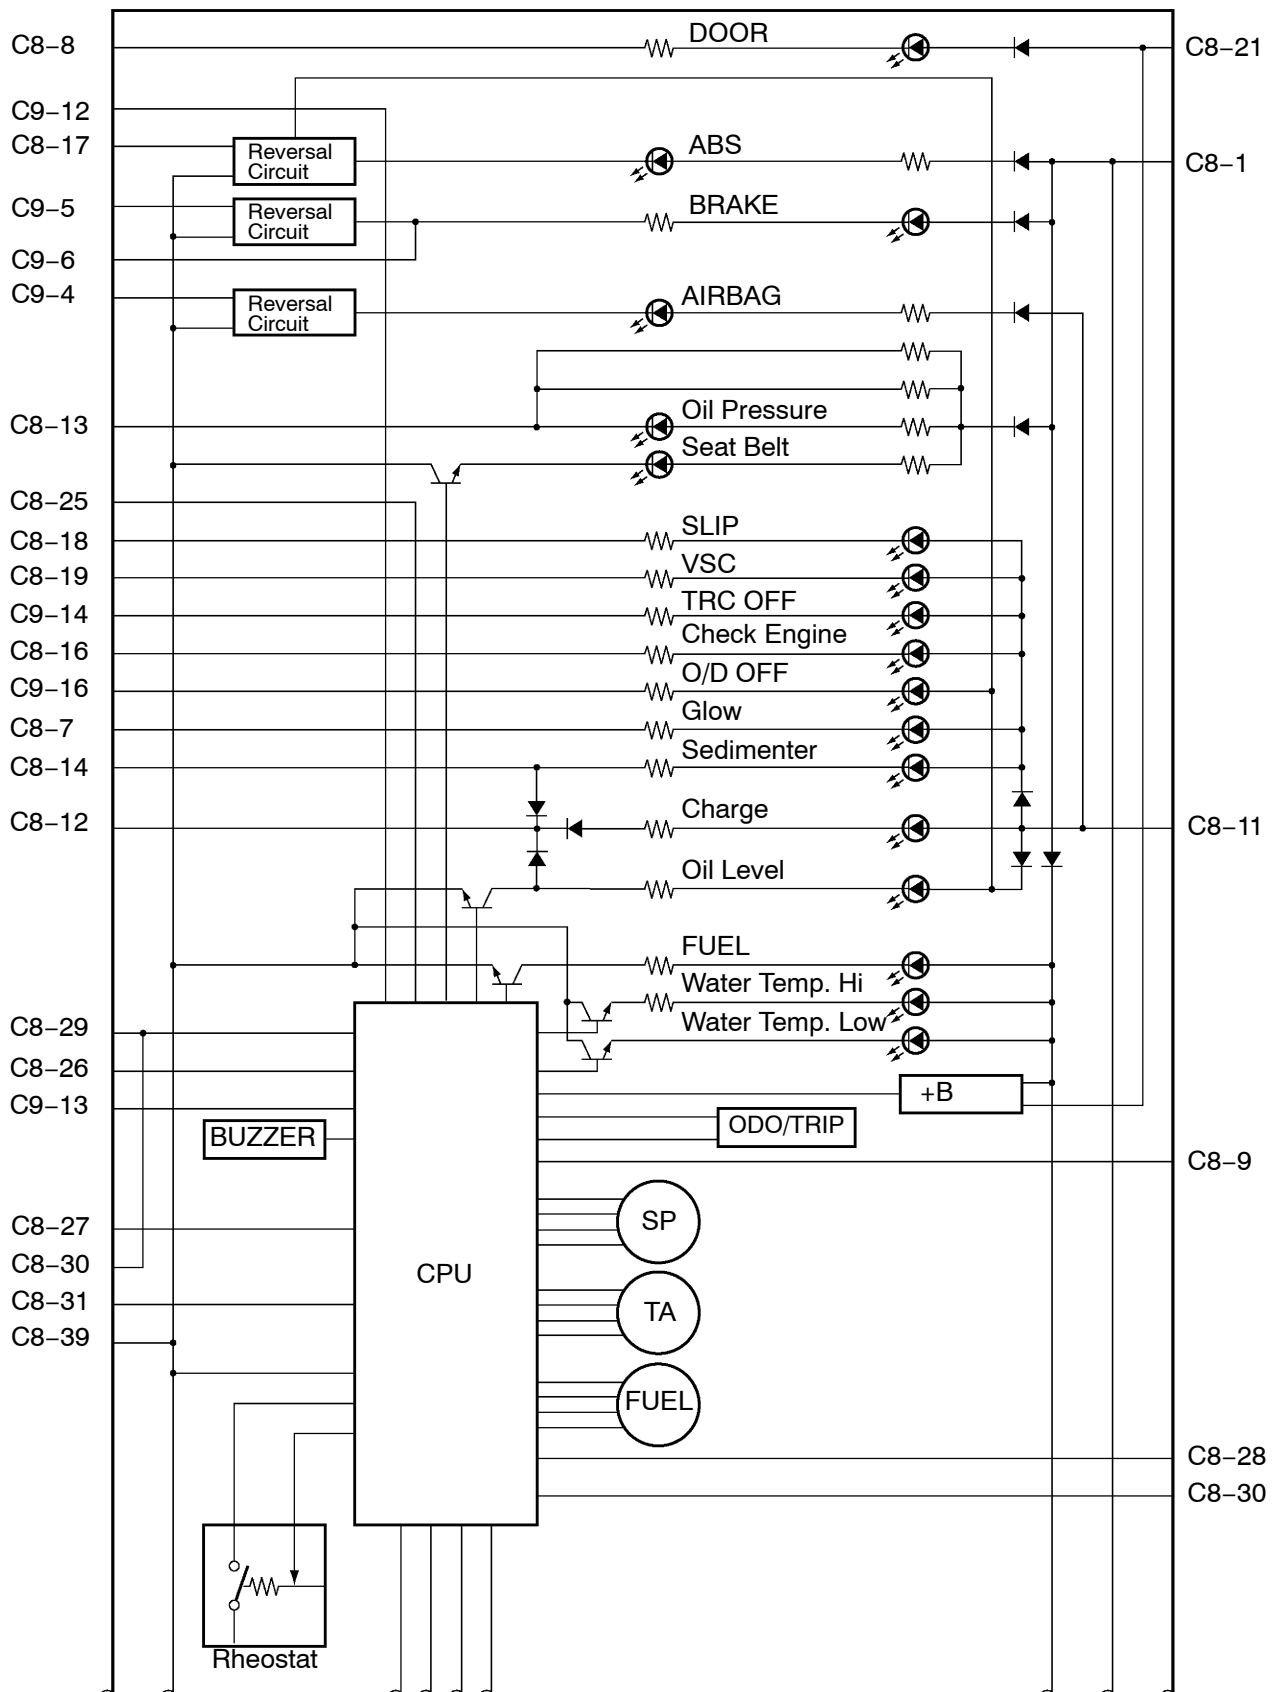 C8–8 DOOR C8–21
C9–12
C8–17 Reversal Circuit ABS C8–1
C9–5 Reversal Circuit BRAKE
C9–6
C9–4 Reversal Circuit AIRBAG
C8–13 Oil Pressure
Seat Belt
C8–25
C8–18 SLIP
C8–19 VSC
C9–14 TRC OFF
C8–16 Check Engine
C9–16 O/D OFF
C8–7 Glow
C8–14 Sedimenter
C8–12 Charge C8–11
Oil Level
FUEL
Water Temp. Hi
C8–29 Water Temp. Low
C8–26
+B
C9–13
BUZZER ODO/TRIP
C8–9
C8–27 SP
C8–30 CPU
C8–31 TA
C8–39
FUEL
C8–28
C8–30
Rheostat